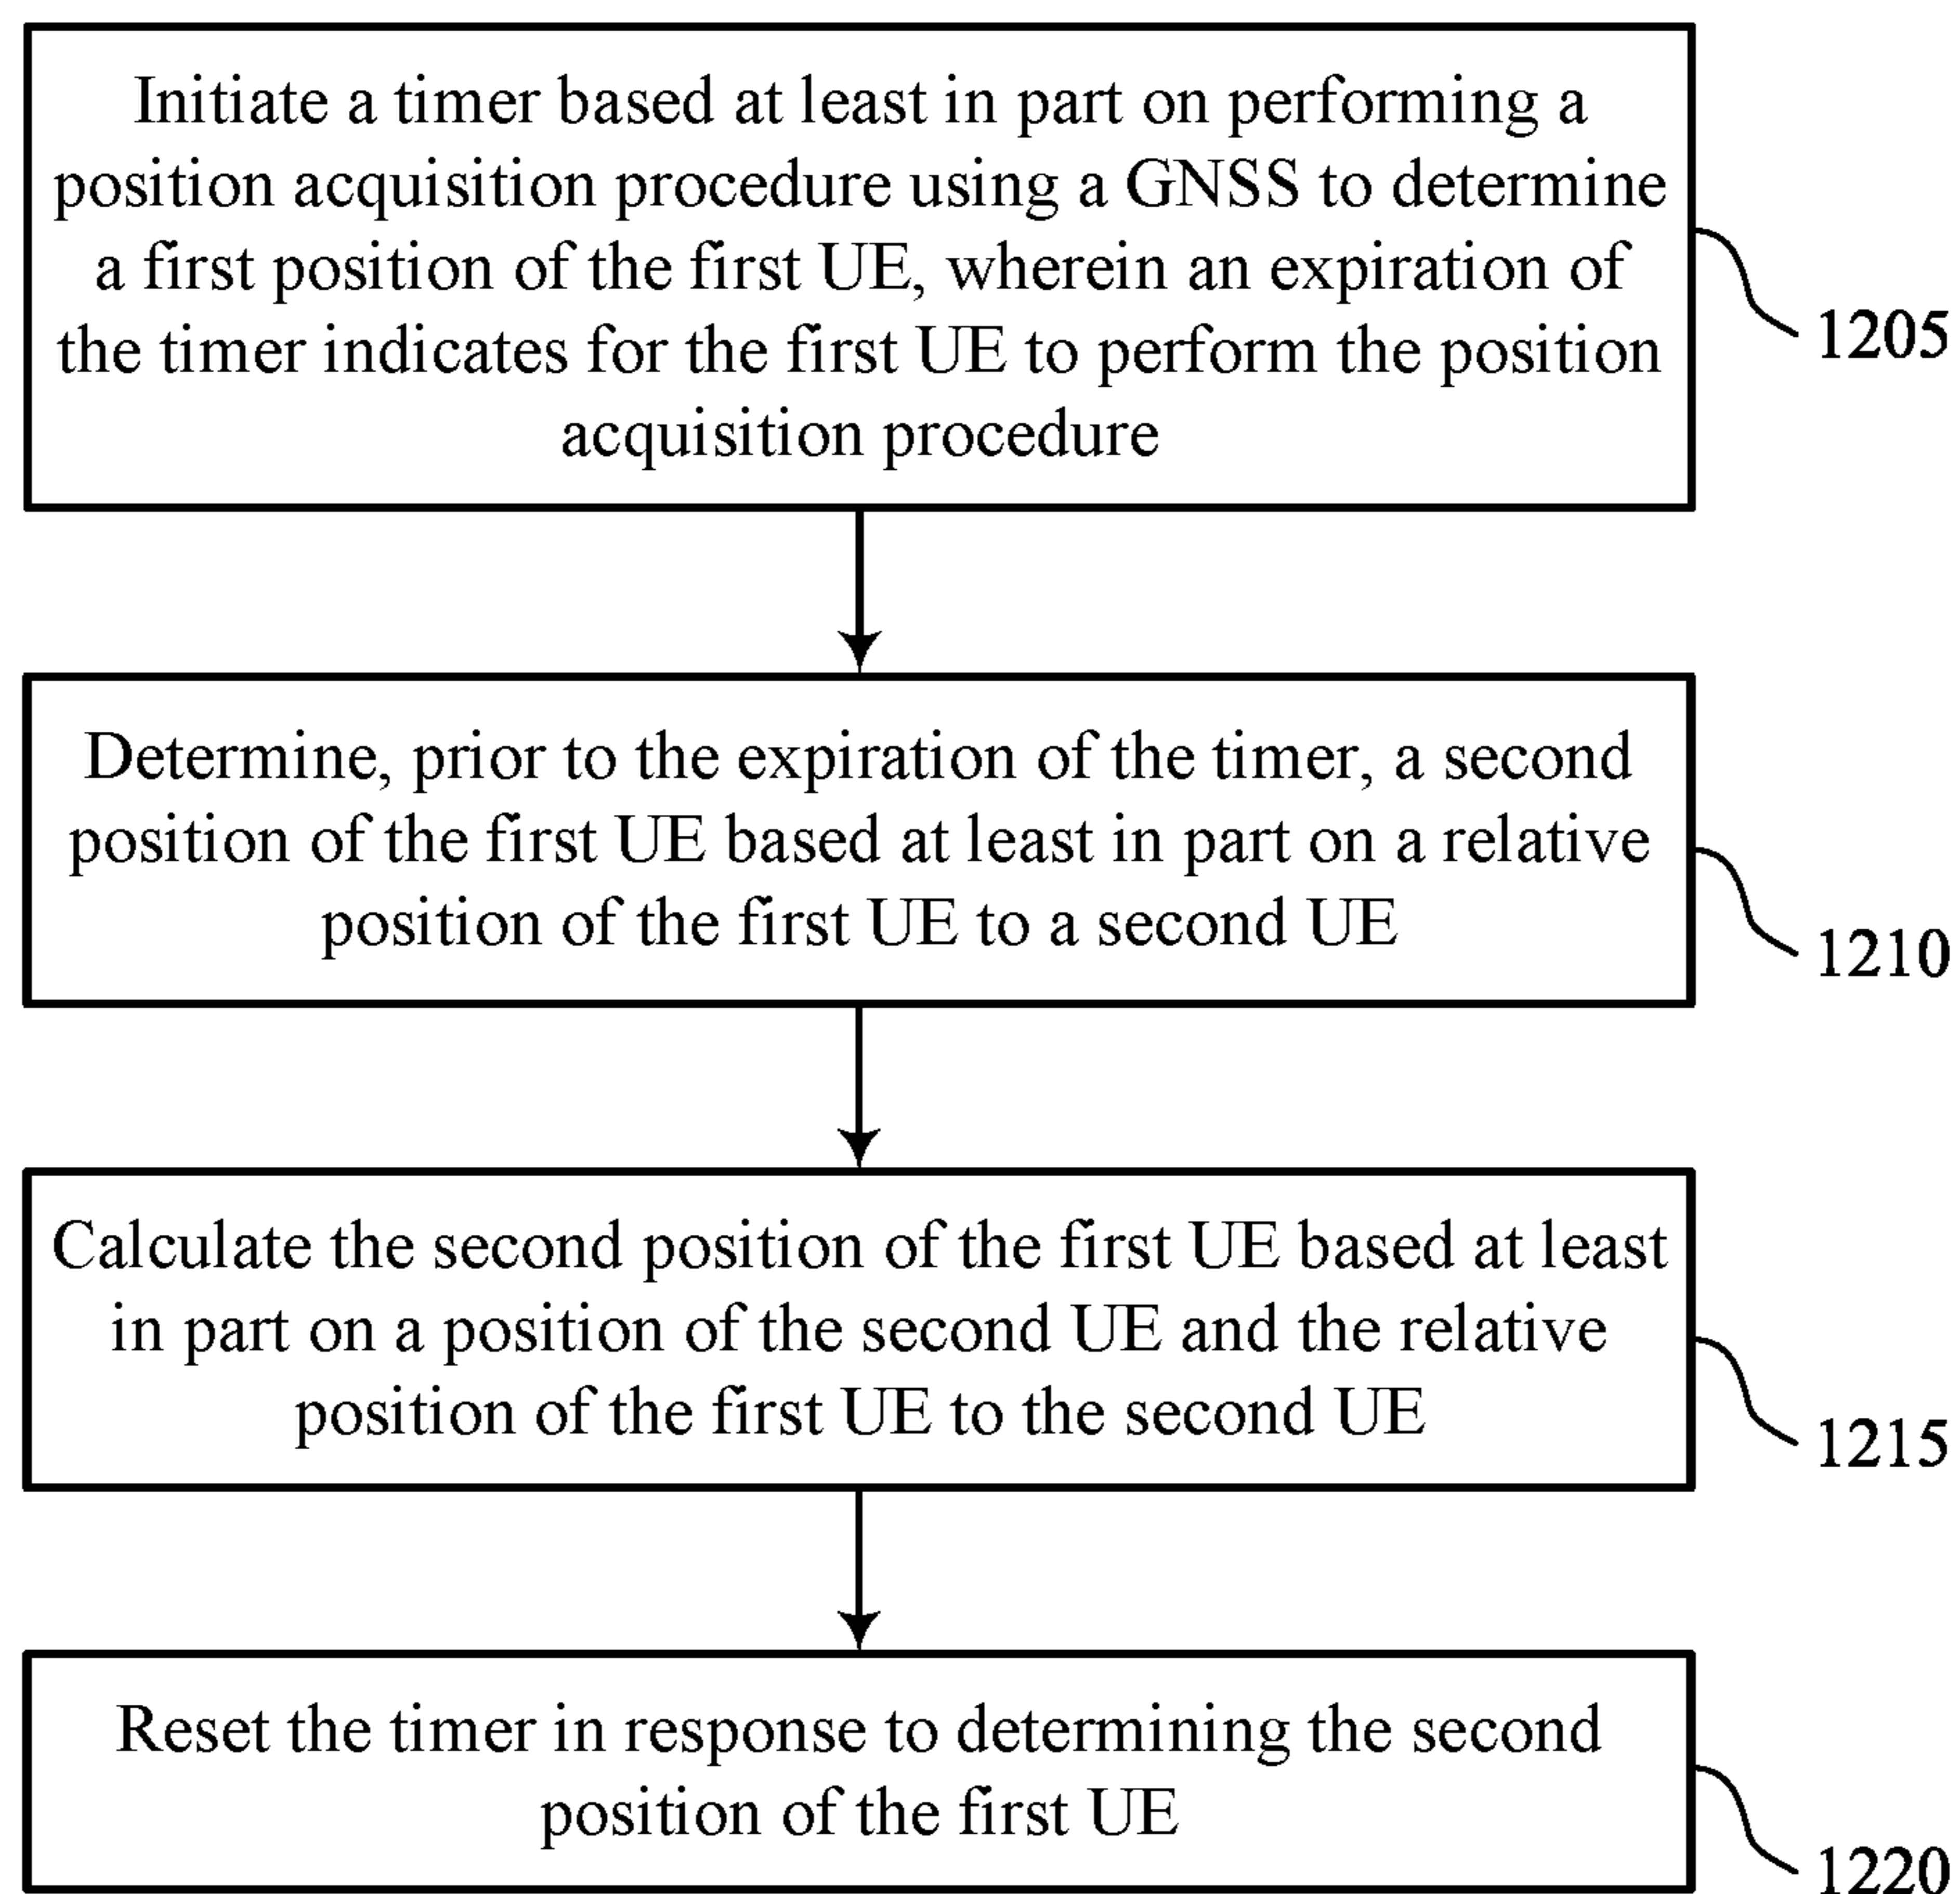 Initiate a timer based at least in part on performing a
position acquisition procedure using a GNSS to determine
a first position of the first UE, wherein an expiration of
the timer indicates for the first UE to perform the position
acquisition procedure
1205
Determine, prior to the expiration of the timer, a second
position of the first UE based at least in part on a relative
position of the first UE to a second UE
1210
Calculate the second position of the first UE based at least
in part on a position of the second UE and the relative
position of the first UE to the second UE
1215
Reset the timer in response to determining the second
position of the first UE
1220